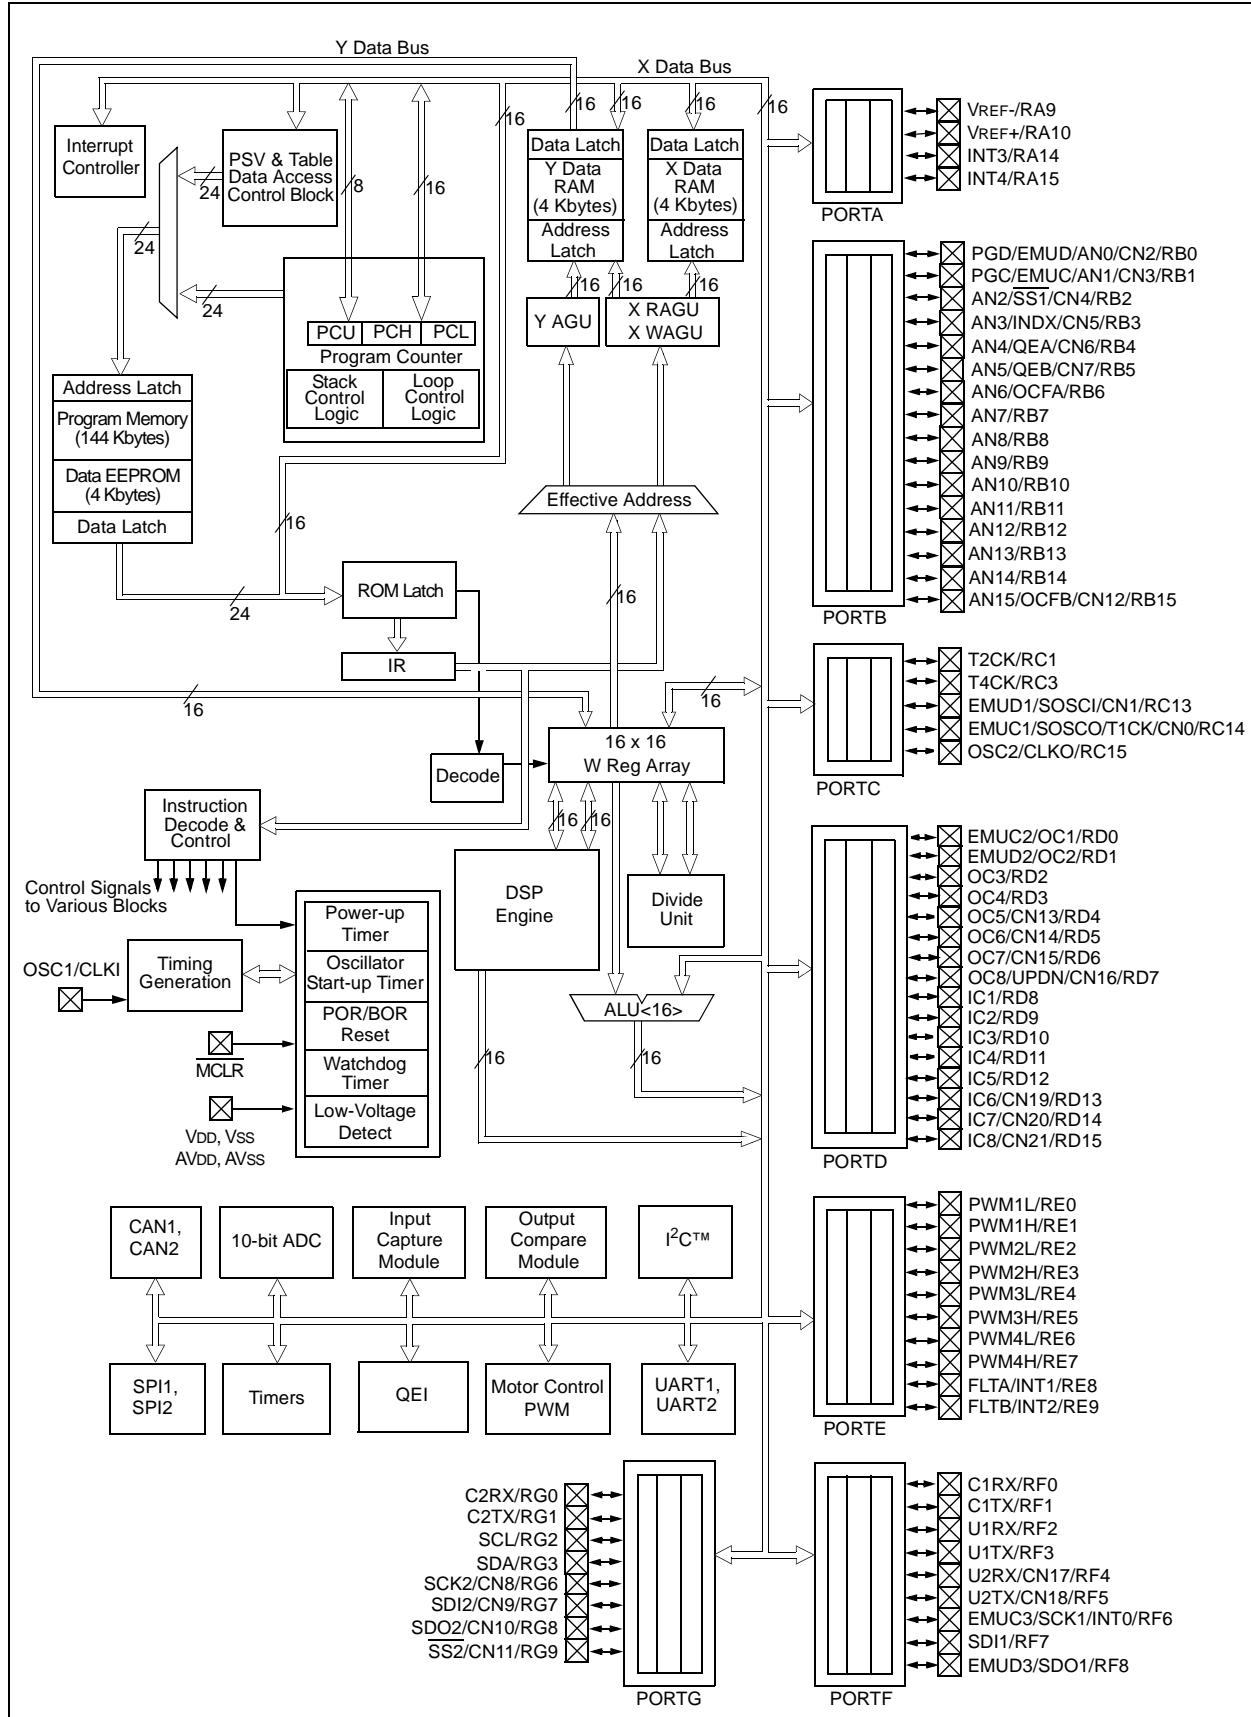 Y Data Bus
X Data Bus
Interrupt
Controller
PSV & Table
Data Access
Control Block
24
24
24
8
16
16
16
16
16
16
Data Latch
Y Data
RAM
(4 Kbytes)
Address
Latch
Data Latch
X Data
RAM
(4 Kbytes)
Address
Latch
16
16
16
Y AGU
X RAGU
X WAGU
PCU
PCH
PCL
Program Counter
Stack
Control
Logic
Loop
Control
Logic
Address Latch
Program Memory
(144 Kbytes)
Data EEPROM
(4 Kbytes)
Data Latch
Effective Address
16
24
ROM Latch
16
IR
16
16
16 x 16
W Reg Array
Decode
Instruction
Decode &
Control
16
16
Control Signals
to Various Blocks
DSP
Engine
Divide
Unit
Power-up
Timer
Oscillator
Start-up Timer
POR/BOR
Reset
Watchdog
Timer
Low-Voltage
Detect
OSC1/CLKI
Timing
Generation
MCLR
VDD, VSS
AVDD, AVSS
ALU<16>
16
16
CAN1,
CAN2
10-bit ADC
Input
Capture
Module
Output
Compare
Module
I²C™
SPI1,
SPI2
Timers
QEI
Motor Control
PWM
UART1,
UART2
VREF-/RA9
VREF+/RA10
INT3/RA14
INT4/RA15
PORTA
PGD/EMUD/AN0/CN2/RB0
PGC/EMUC/AN1/CN3/RB1
AN2/SS1/CN4/RB2
AN3/INDX/CN5/RB3
AN4/QEA/CN6/RB4
AN5/QEB/CN7/RB5
AN6/OCFA/RB6
AN7/RB7
AN8/RB8
AN9/RB9
AN10/RB10
AN11/RB11
AN12/RB12
AN13/RB13
AN14/RB14
AN15/OCFB/CN12/RB15
PORTB
T2CK/RC1
T4CK/RC3
EMUD1/SOSCI/CN1/RC13
EMUC1/SOSCO/T1CK/CN0/RC14
OSC2/CLKO/RC15
PORTC
EMUC2/OC1/RD0
EMUD2/OC2/RD1
OC3/RD2
OC4/RD3
OC5/CN13/RD4
OC6/CN14/RD5
OC7/CN15/RD6
OC8/UPDN/CN16/RD7
IC1/RD8
IC2/RD9
IC3/RD10
IC4/RD11
IC5/RD12
IC6/CN19/RD13
IC7/CN20/RD14
IC8/CN21/RD15
PORTD
PWM1L/RE0
PWM1H/RE1
PWM2L/RE2
PWM2H/RE3
PWM3L/RE4
PWM3H/RE5
PWM4L/RE6
PWM4H/RE7
FLTA/INT1/RE8
FLTB/INT2/RE9
PORTE
C2RX/RG0
C2TX/RG1
SCL/RG2
SDA/RG3
SCK2/CN8/RG6
SDI2/CN9/RG7
SDO2/CN10/RG8
SS2/CN11/RG9
PORTG
C1RX/RF0
C1TX/RF1
U1RX/RF2
U1TX/RF3
U2RX/CN17/RF4
U2TX/CN18/RF5
EMUC3/SCK1/INT0/RF6
SDI1/RF7
EMUD3/SDO1/RF8
PORTF